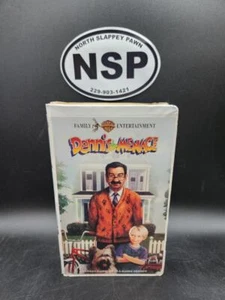 NORTH SLAPPEY PAWN
NSP
229-903-1421
FAMILY ENTERTAINMENT
Dennis the MENACE